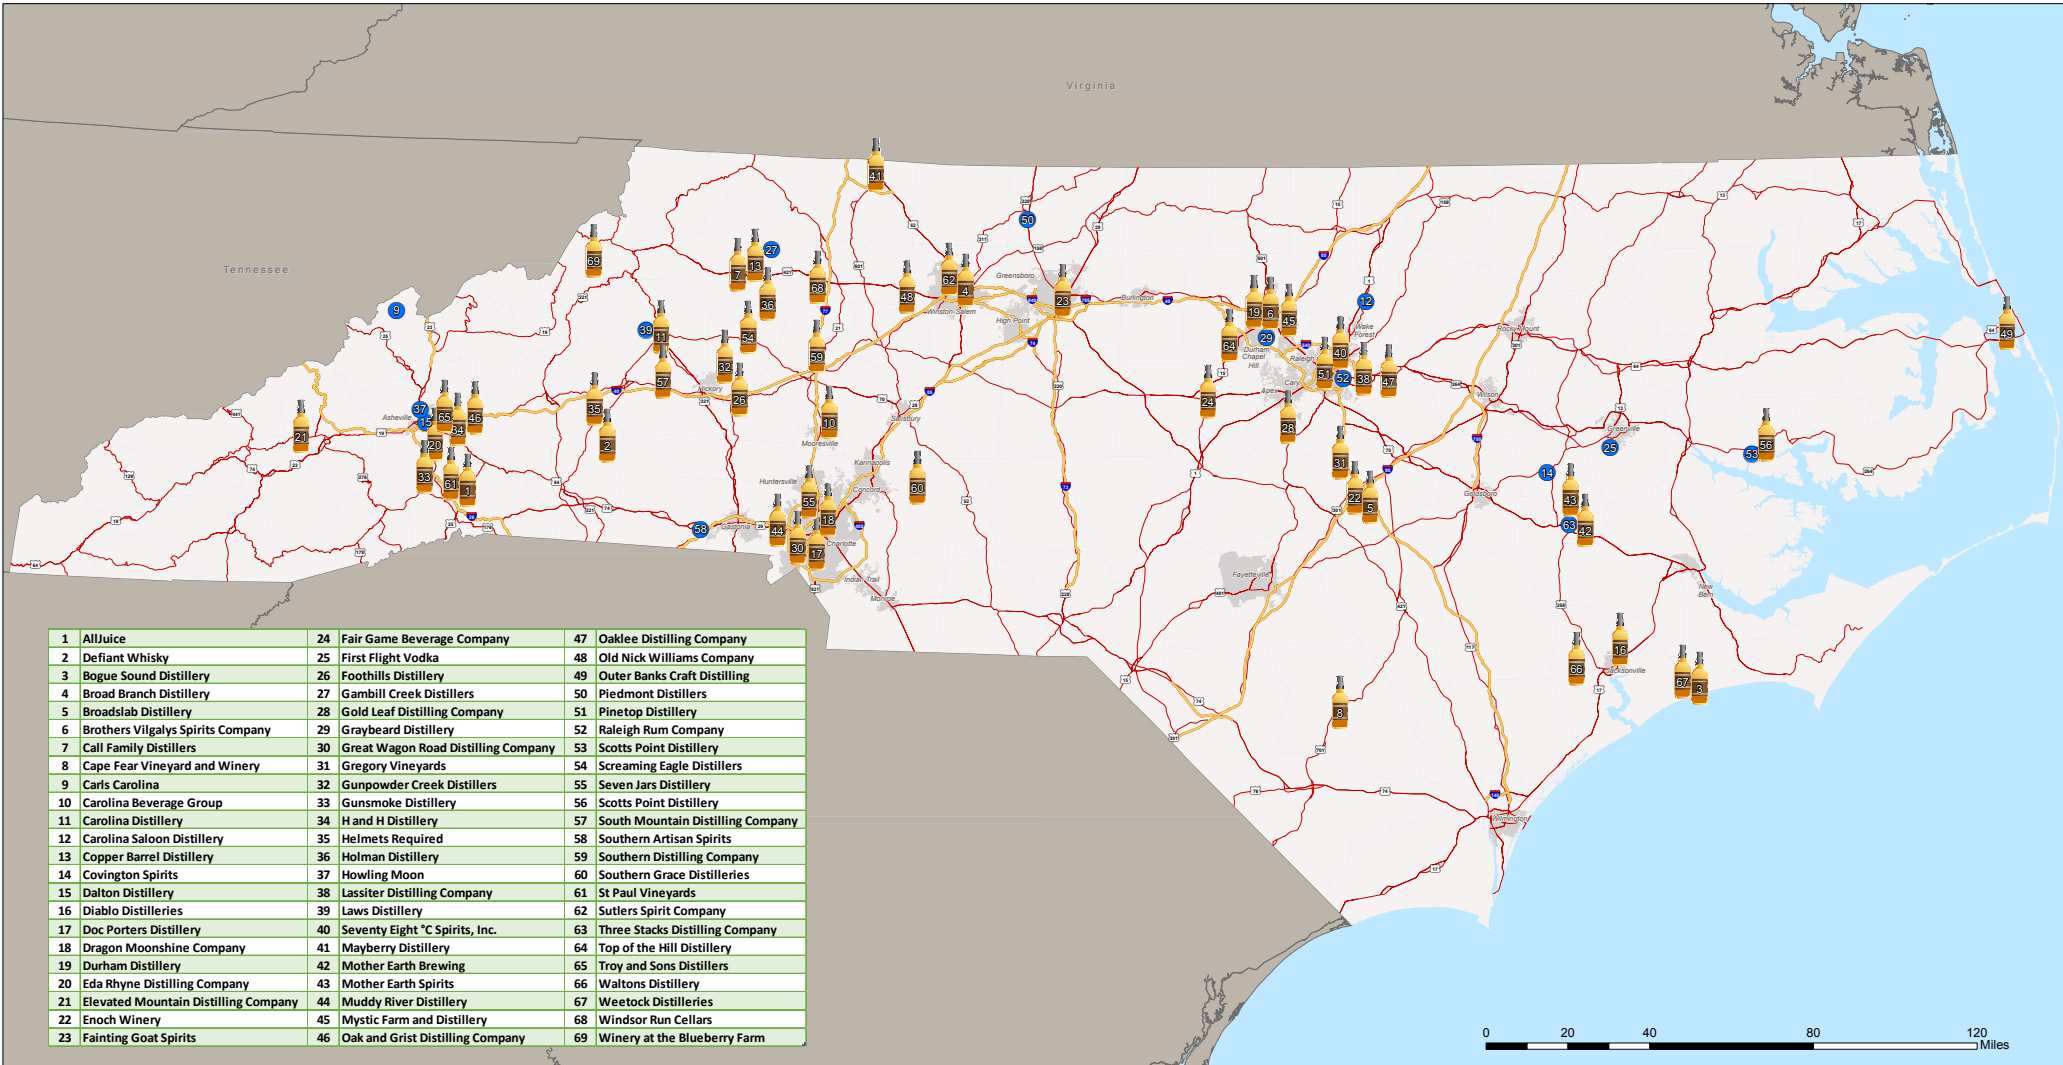 Virginia
Tennessee
Greensboro
Winston-Salem
High Point
Burlington
Durham
Chapel
Hill
Wake
Forest
Raleigh
Cary
Apex
Rocky Mount
Wilson
Greenville
Goldsboro
Hickory
Asheville
Salisbury
Mooresville
Kannapolis
Concord
Huntersville
Gastonia
Charlotte
Indian Trail
Monroe
Fayetteville
New
Bern
Jacksonville
Wilmington
1 AllJuice 24 Fair Game Beverage Company 47 Oaklee Distilling Company
2 Defiant Whisky 25 First Flight Vodka 48 Old Nick Williams Company
3 Bogue Sound Distillery 26 Foothills Distillery 49 Outer Banks Craft Distilling
4 Broad Branch Distillery 27 Gambill Creek Distillers 50 Piedmont Distillers
5 Broadslab Distillery 28 Gold Leaf Distilling Company 51 Pinetop Distillery
6 Brothers Vilgalys Spirits Company 29 Graybeard Distillery 52 Raleigh Rum Company
7 Call Family Distillers 30 Great Wagon Road Distilling Company 53 Scotts Point Distillery
8 Cape Fear Vineyard and Winery 31 Gregory Vineyards 54 Screaming Eagle Distillers
9 Carls Carolina 32 Gunpowder Creek Distillers 55 Seven Jars Distillery
10 Carolina Beverage Group 33 Gunsmoke Distillery 56 Scotts Point Distillery
11 Carolina Distillery 34 H and H Distillery 57 South Mountain Distilling Company
12 Carolina Saloon Distillery 35 Helmets Required 58 Southern Artisan Spirits
13 Copper Barrel Distillery 36 Holman Distillery 59 Southern Distilling Company
14 Covington Spirits 37 Howling Moon 60 Southern Grace Distilleries
15 Dalton Distillery 38 Lassiter Distilling Company 61 St Paul Vineyards
16 Diablo Distilleries 39 Laws Distillery 62 Sutlers Spirit Company
17 Doc Porters Distillery 40 Seventy Eight °C Spirits, Inc. 63 Three Stacks Distilling Company
18 Dragon Moonshine Company 41 Mayberry Distillery 64 Top of the Hill Distillery
19 Durham Distillery 42 Mother Earth Brewing 65 Troy and Sons Distillers
20 Eda Rhyne Distilling Company 43 Mother Earth Spirits 66 Waltons Distillery
21 Elevated Mountain Distilling Company 44 Muddy River Distillery 67 Weetock Distilleries
22 Enoch Winery 45 Mystic Farm and Distillery 68 Windsor Run Cellars
23 Fainting Goat Spirits 46 Oak and Grist Distilling Company 69 Winery at the Blueberry Farm
0 20 40 80 120
Miles